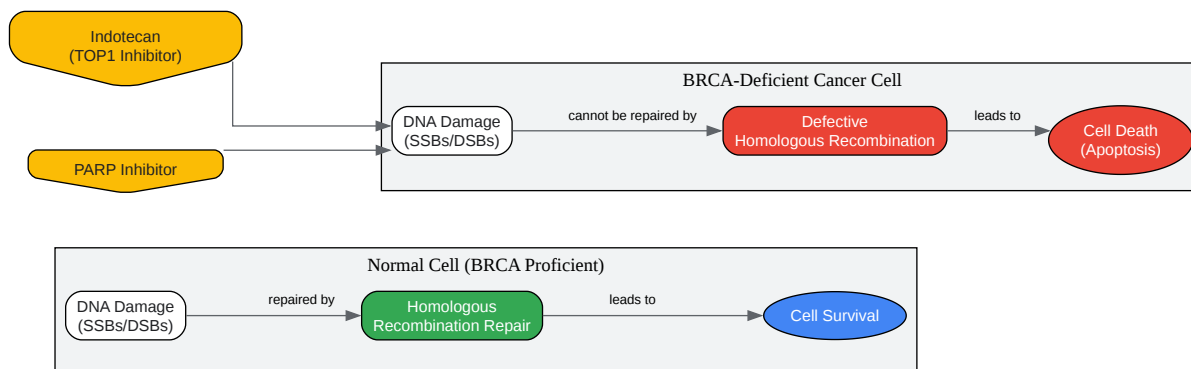 Indotecan
(TOP1 Inhibitor)
PARP Inhibitor
BRCA-Deficient Cancer Cell
DNA Damage
(SSBs/DSBs)
cannot be repaired by
Defective
Homologous Recombination
leads to
Cell Death
(Apoptosis)
Normal Cell (BRCA Proficient)
DNA Damage
(SSBs/DSBs)
repaired by
Homologous
Recombination Repair
leads to
Cell Survival